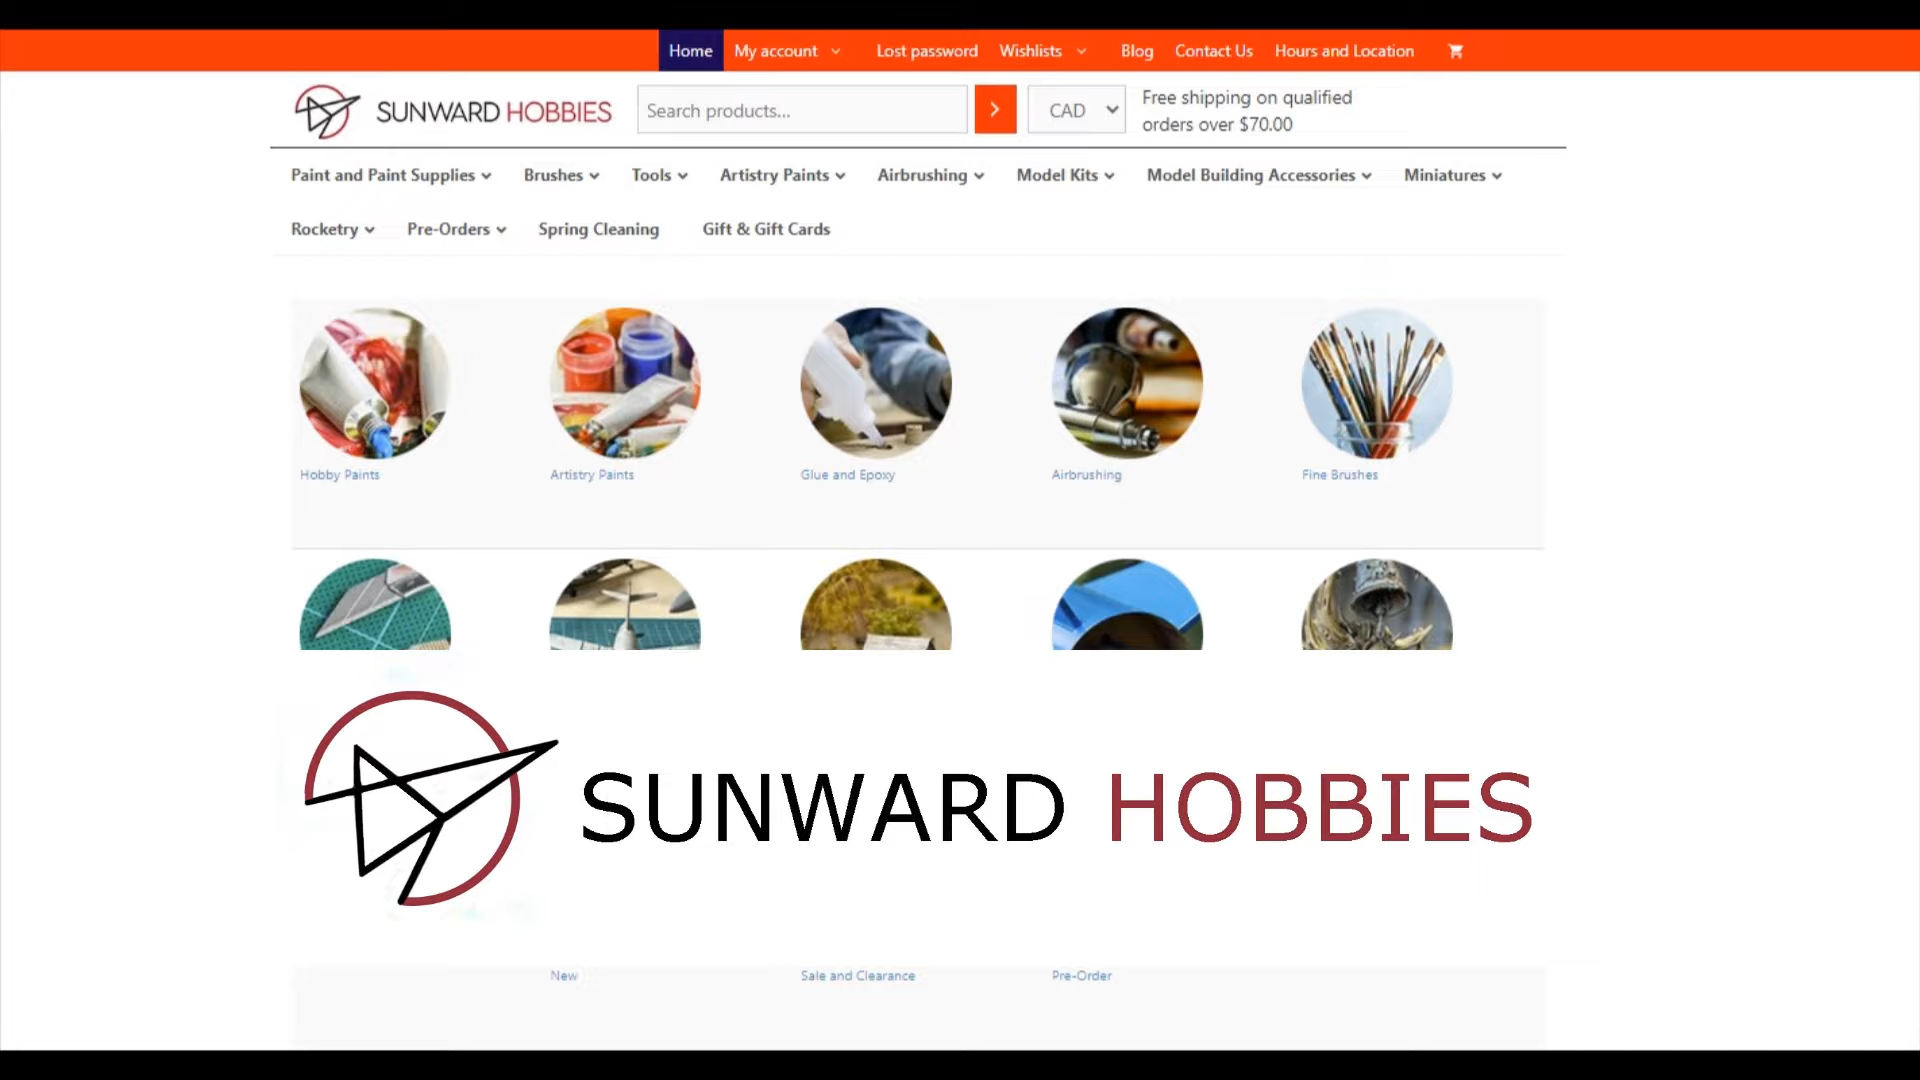 Home My account Lost password Wishlists Blog Contact Us Hours and Location
SUNWARD HOBBIES
Search products...
CAD
Free shipping on qualified
orders over $70.00
Paint and Paint Supplies Brushes Tools Artistry Paints Airbrushing Model Kits Model Building Accessories Miniatures
Rocketry Pre-Orders Spring Cleaning Gift & Gift Cards
Hobby Paints Artistry Paints Glue and Epoxy Airbrushing Fine Brushes
SUNWARD HOBBIES
New Sale and Clearance Pre-Order